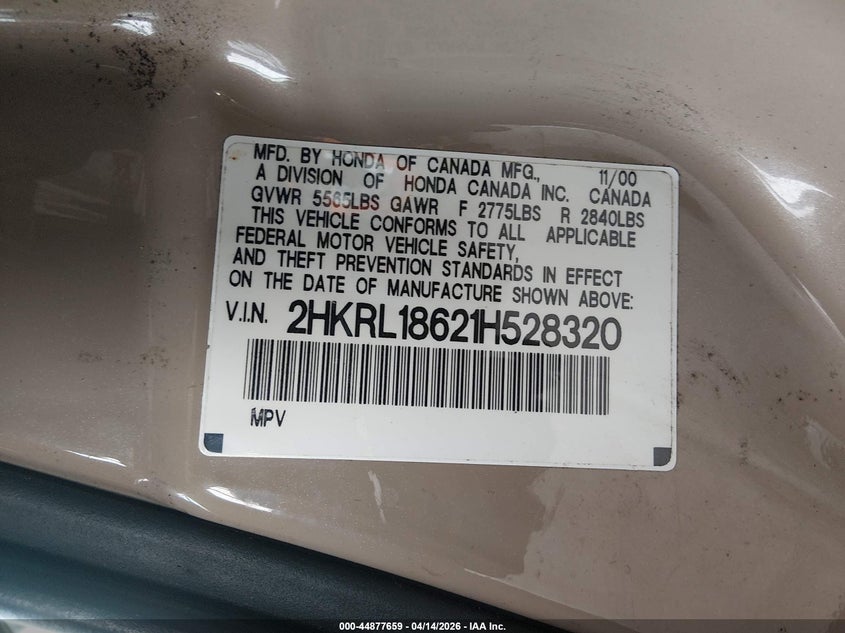 MFD. BY HONDA OF CANADA MFG., 11/00
A DIVISION OF HONDA CANADA INC. CANADA
GVWR 5565LBS GAWR F 2775LBS R 2840LBS
THIS VEHICLE CONFORMS TO ALL APPLICABLE
FEDERAL MOTOR VEHICLE SAFETY,
AND THEFT PREVENTION STANDARDS IN EFFECT
ON THE DATE OF MANUFACTURE SHOWN ABOVE:
V.I.N. 2HKRL18621H528320
MPV
000-44877659 - 04/14/2026 - IAA Inc.